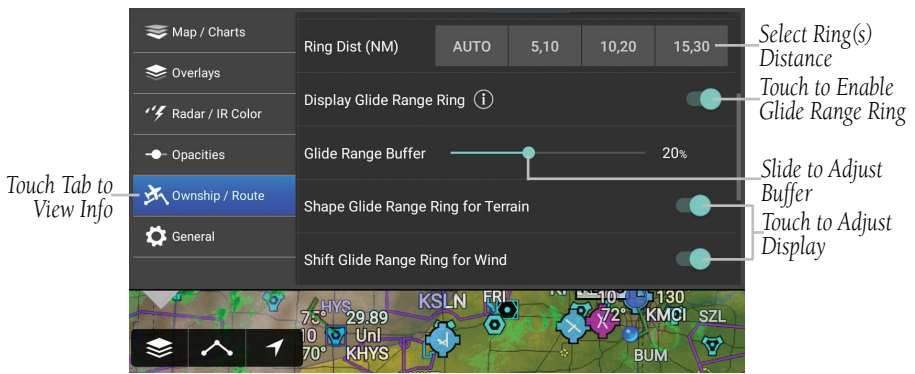 Map / Charts
Overlays
Radar / IR Color
Opacities
Ownship / Route
General
Touch Tab to
View Info
Ring Dist (NM)
AUTO
5,10
10,20
15,30
Display Glide Range Ring
Glide Range Buffer
20%
Shape Glide Range Ring for Terrain
Shift Glide Range Ring for Wind
Select Ring(s)
Distance
Touch to Enable
Glide Range Ring
Slide to Adjust
Buffer
Touch to Adjust
Display
HYS
75°
29.89
10
Unl
70°
KHYS
KSLN
FRI
10
130
72°
KMCI
SZL
BUM